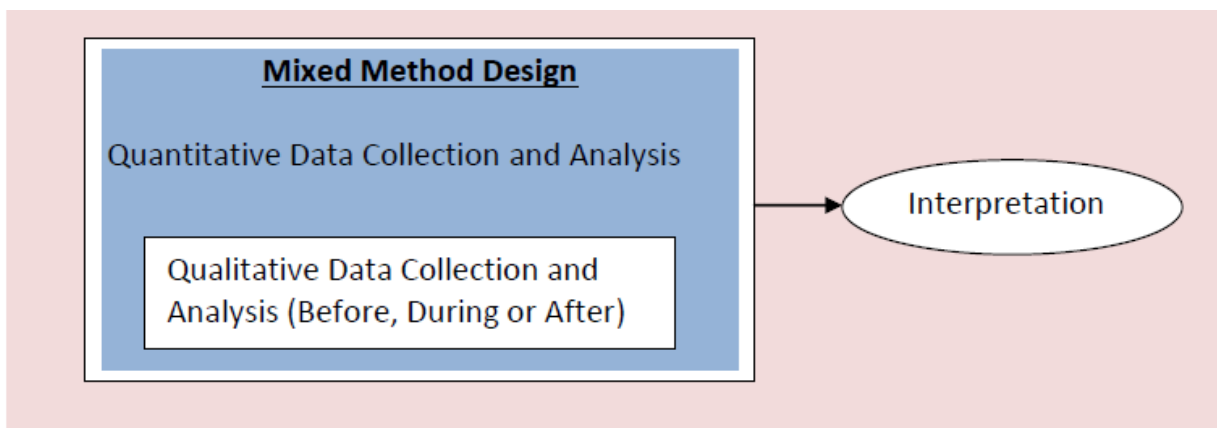 Mixed Method Design
Quantitative Data Collection and Analysis
Interpretation
Qualitative Data Collection and
Analysis (Before, During or After)